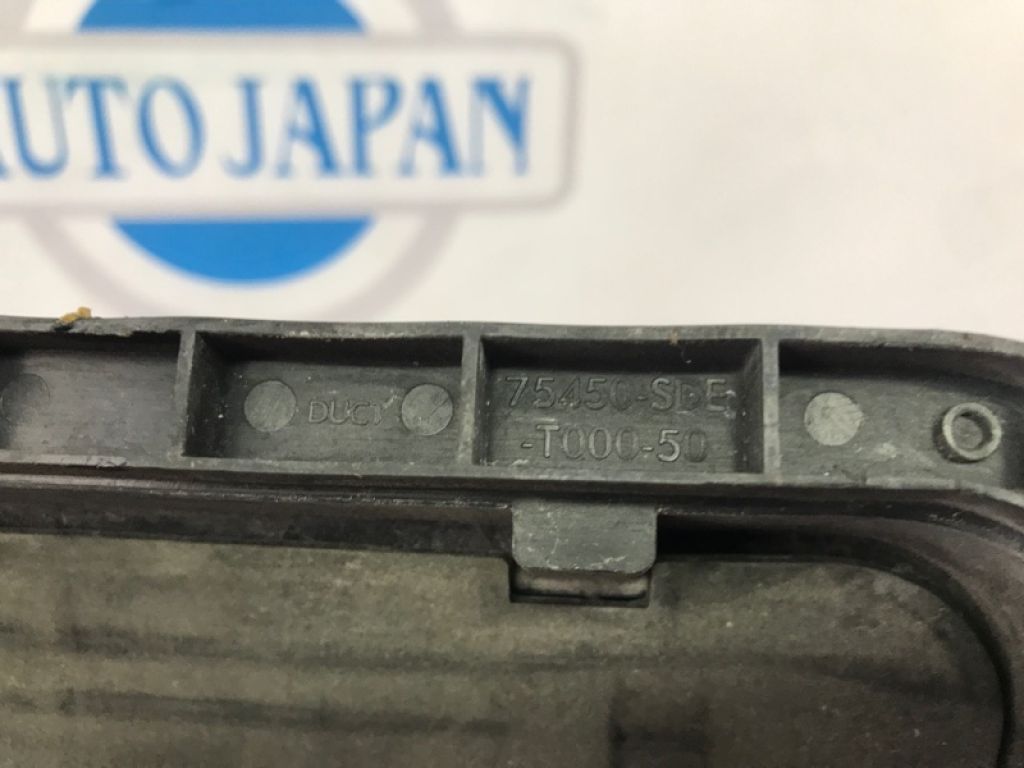 AUTO JAPAN
DUCT
75450-SDE
-T000-50